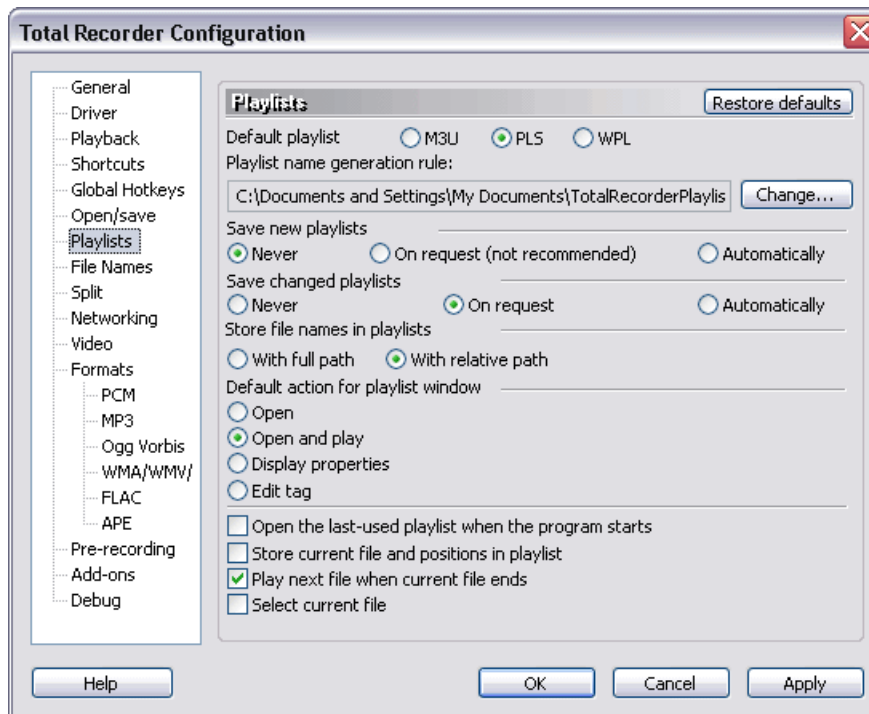 Total Recorder Configuration
General
Driver
Playback
Shortcuts
Global Hotkeys
Open/save
Playlists
File Names
Split
Networking
Video
Formats
PCM
MP3
Ogg Vorbis
WMA/WMV/
FLAC
APE
Pre-recording
Add-ons
Debug
Playlists
Restore defaults
Default playlist M3U PLS WPL
Playlist name generation rule:
C:\Documents and Settings\My Documents\TotalRecorderPlaylis Change...
Save new playlists
Never On request (not recommended) Automatically
Save changed playlists
Never On request Automatically
Store file names in playlists
With full path With relative path
Default action for playlist window
Open
Open and play
Display properties
Edit tag
Open the last-used playlist when the program starts
Store current file and positions in playlist
Play next file when current file ends
Select current file
Help OK Cancel Apply